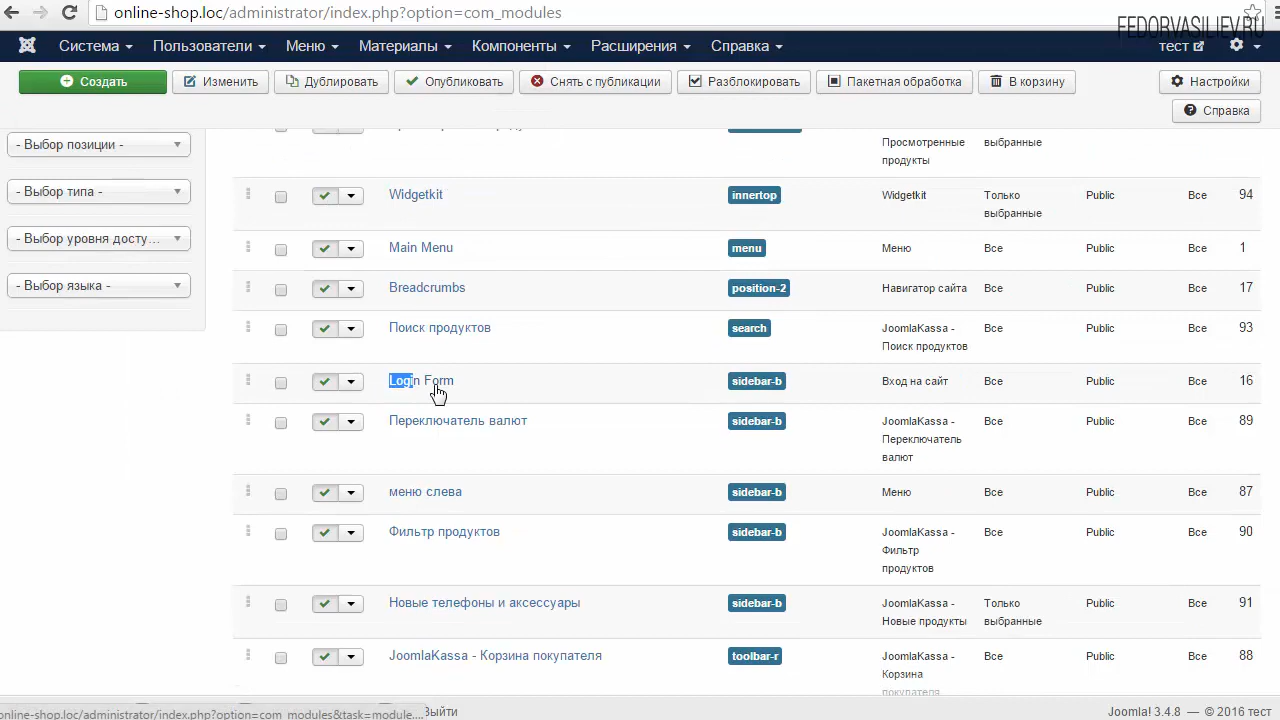 online-shop.loc/administrator/index.php?option=com_modules
FEDORVASILIEV.RU
Система Пользователи Меню Материалы Компоненты Расширения Справка тест
Создать Изменить Дублировать Опубликовать Снять с публикации Разблокировать Пакетная обработка В корзину Настройки
Справка
- Выбор позиции -
- Выбор типа -
- Выбор уровня досту...
- Выбор языка -
Просмотренные продукты выбранные
Widgetkit innertop Widgetkit Только выбранные Public Все 94
Main Menu menu Меню Все Public Все 1
Breadcrumbs position-2 Навигатор сайта Все Public Все 17
Поиск продуктов search JoomlaKassa - Поиск продуктов Все Public Все 93
Login Form sidebar-b Вход на сайт Все Public Все 16
Переключатель валют sidebar-b JoomlaKassa - Переключатель валют Все Public Все 89
меню слева sidebar-b Меню Все Public Все 87
Фильтр продуктов sidebar-b JoomlaKassa - Фильтр продуктов Все Public Все 90
Новые телефоны и аксессуары sidebar-b JoomlaKassa - Новые продукты Только выбранные Public Все 91
JoomlaKassa - Корзина покупателя toolbar-r JoomlaKassa - Корзина покупателя Все Public Все 88
online-shop.loc/administrator/index.php?option=com_modules&task=module.... Выйти Joomla! 3.4.8 — © 2016 тест